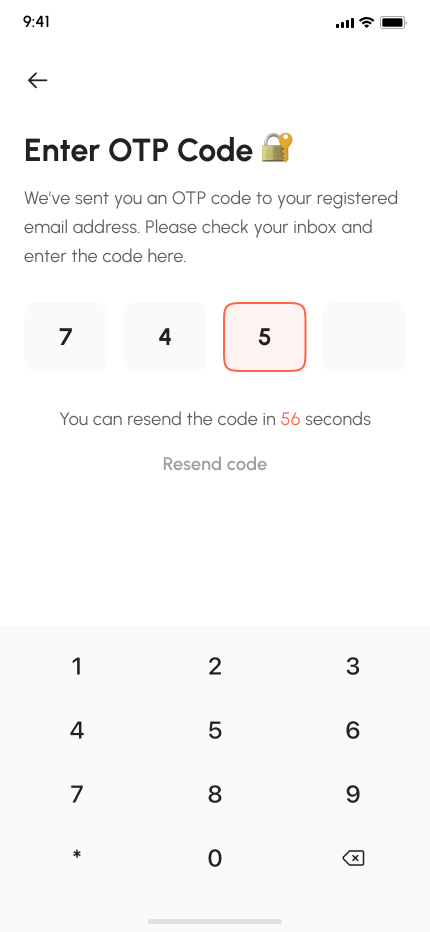 9:41
Enter OTP Code 🔐
We've sent you an OTP code to your registered
email address. Please check your inbox and
enter the code here.
7 4 5
You can resend the code in 56 seconds
Resend code
1 2 3
4 5 6
7 8 9
* 0